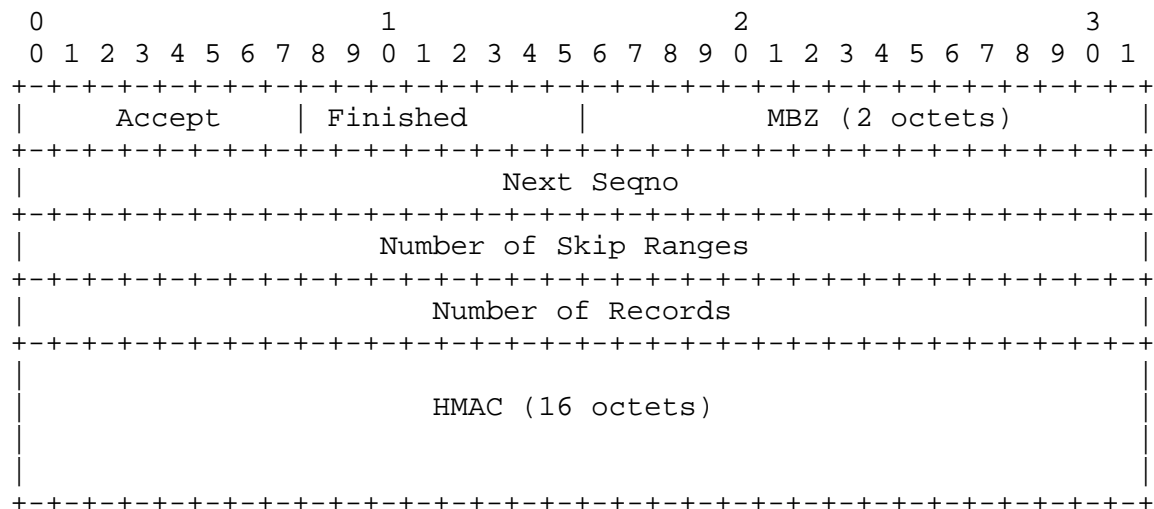 0                   1                   2                   3
 0 1 2 3 4 5 6 7 8 9 0 1 2 3 4 5 6 7 8 9 0 1 2 3 4 5 6 7 8 9 0 1
+-+-+-+-+-+-+-+-+-+-+-+-+-+-+-+-+-+-+-+-+-+-+-+-+-+-+-+-+-+-+-+-+
|     Accept    | Finished      |          MBZ (2 octets)       |
+-+-+-+-+-+-+-+-+-+-+-+-+-+-+-+-+-+-+-+-+-+-+-+-+-+-+-+-+-+-+-+-+
|                           Next Seqno                          |
+-+-+-+-+-+-+-+-+-+-+-+-+-+-+-+-+-+-+-+-+-+-+-+-+-+-+-+-+-+-+-+-+
|                    Number of Skip Ranges                      |
+-+-+-+-+-+-+-+-+-+-+-+-+-+-+-+-+-+-+-+-+-+-+-+-+-+-+-+-+-+-+-+-+
|                       Number of Records                       |
+-+-+-+-+-+-+-+-+-+-+-+-+-+-+-+-+-+-+-+-+-+-+-+-+-+-+-+-+-+-+-+-+
|                                                               |
|                       HMAC (16 octets)                        |
|                                                               |
|                                                               |
+-+-+-+-+-+-+-+-+-+-+-+-+-+-+-+-+-+-+-+-+-+-+-+-+-+-+-+-+-+-+-+-+